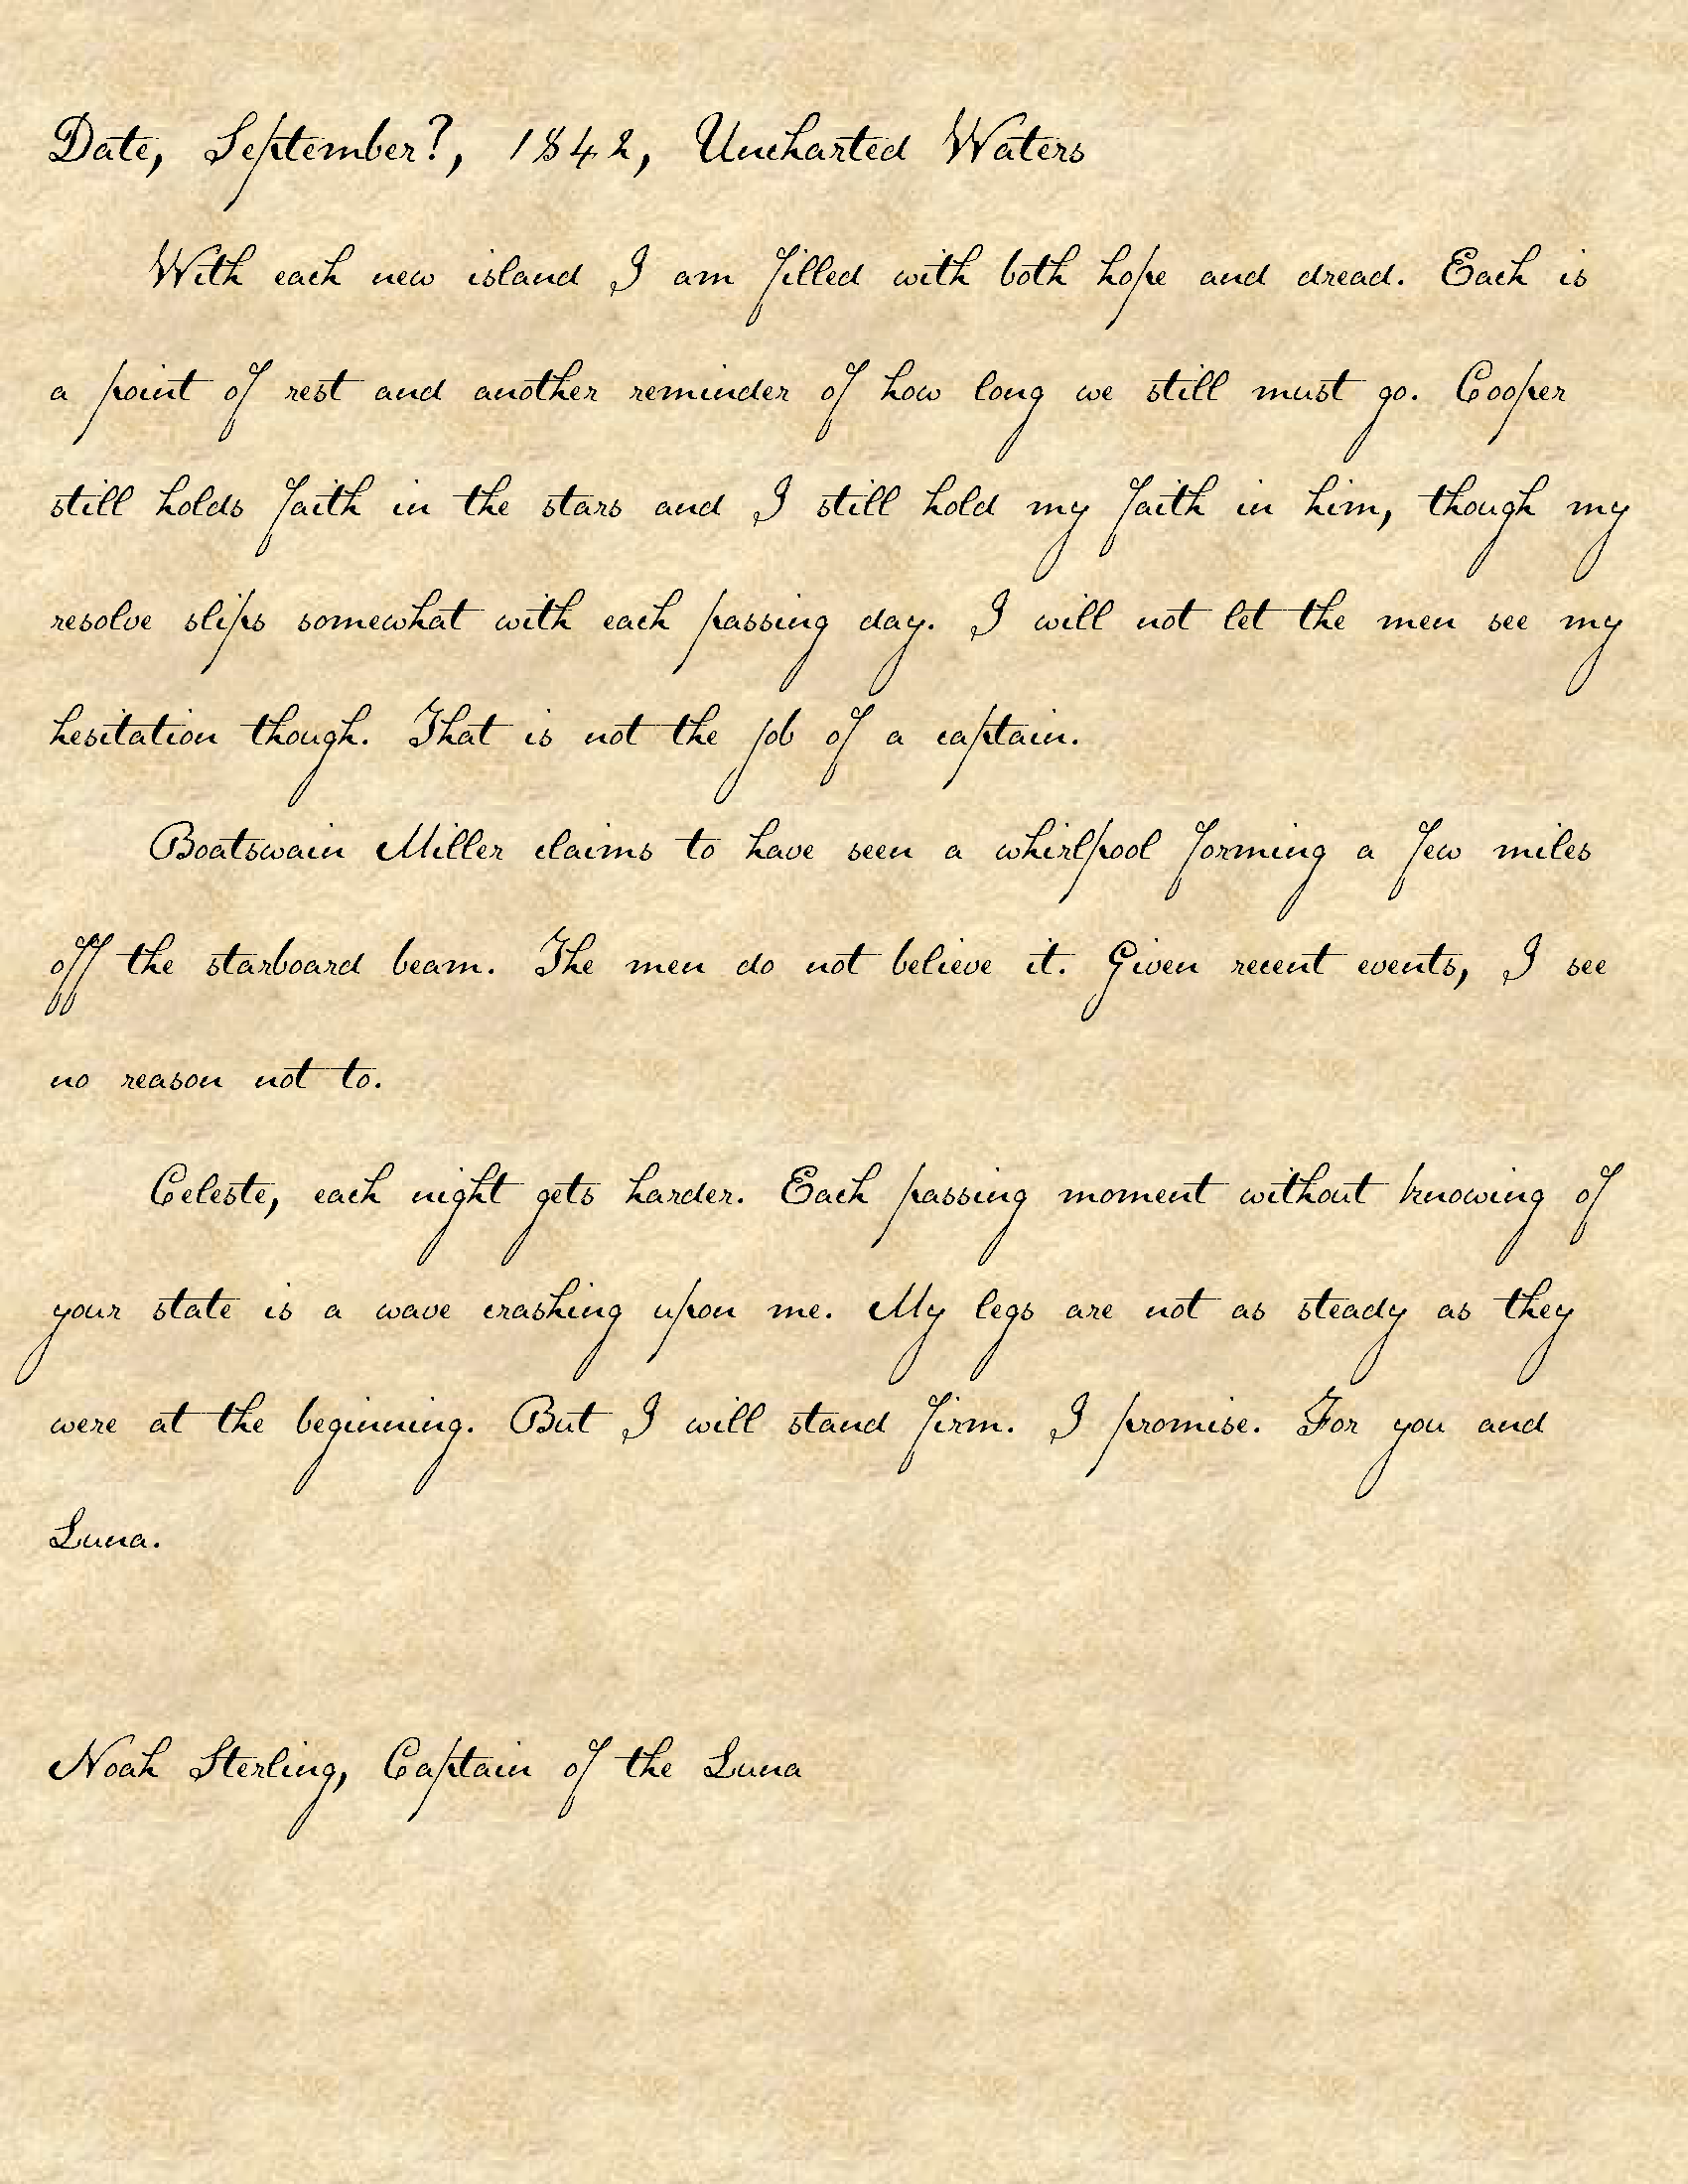 Date, September?, 1842, Uncharted Waters
With each new island I am filled with both hope and dread. Each is
a point of rest and another reminder of how long we still must go. Cooper
still holds faith in the stars and I still hold my faith in him, though my
resolve slips somewhat with each passing day. I will not let the men see my
hesitation though. That is not the job of a captain.
Boatswain Miller claims to have seen a whirlpool forming a few miles
off the starboard beam. The men do not believe it. Given recent events, I see
no reason not to.
Celeste, each night gets harder. Each passing moment without knowing of
your state is a wave crashing upon me. My legs are not as steady as they
were at the beginning. But I will stand firm. I promise. For you and
Luna.
Noah Sterling, Captain of the Luna